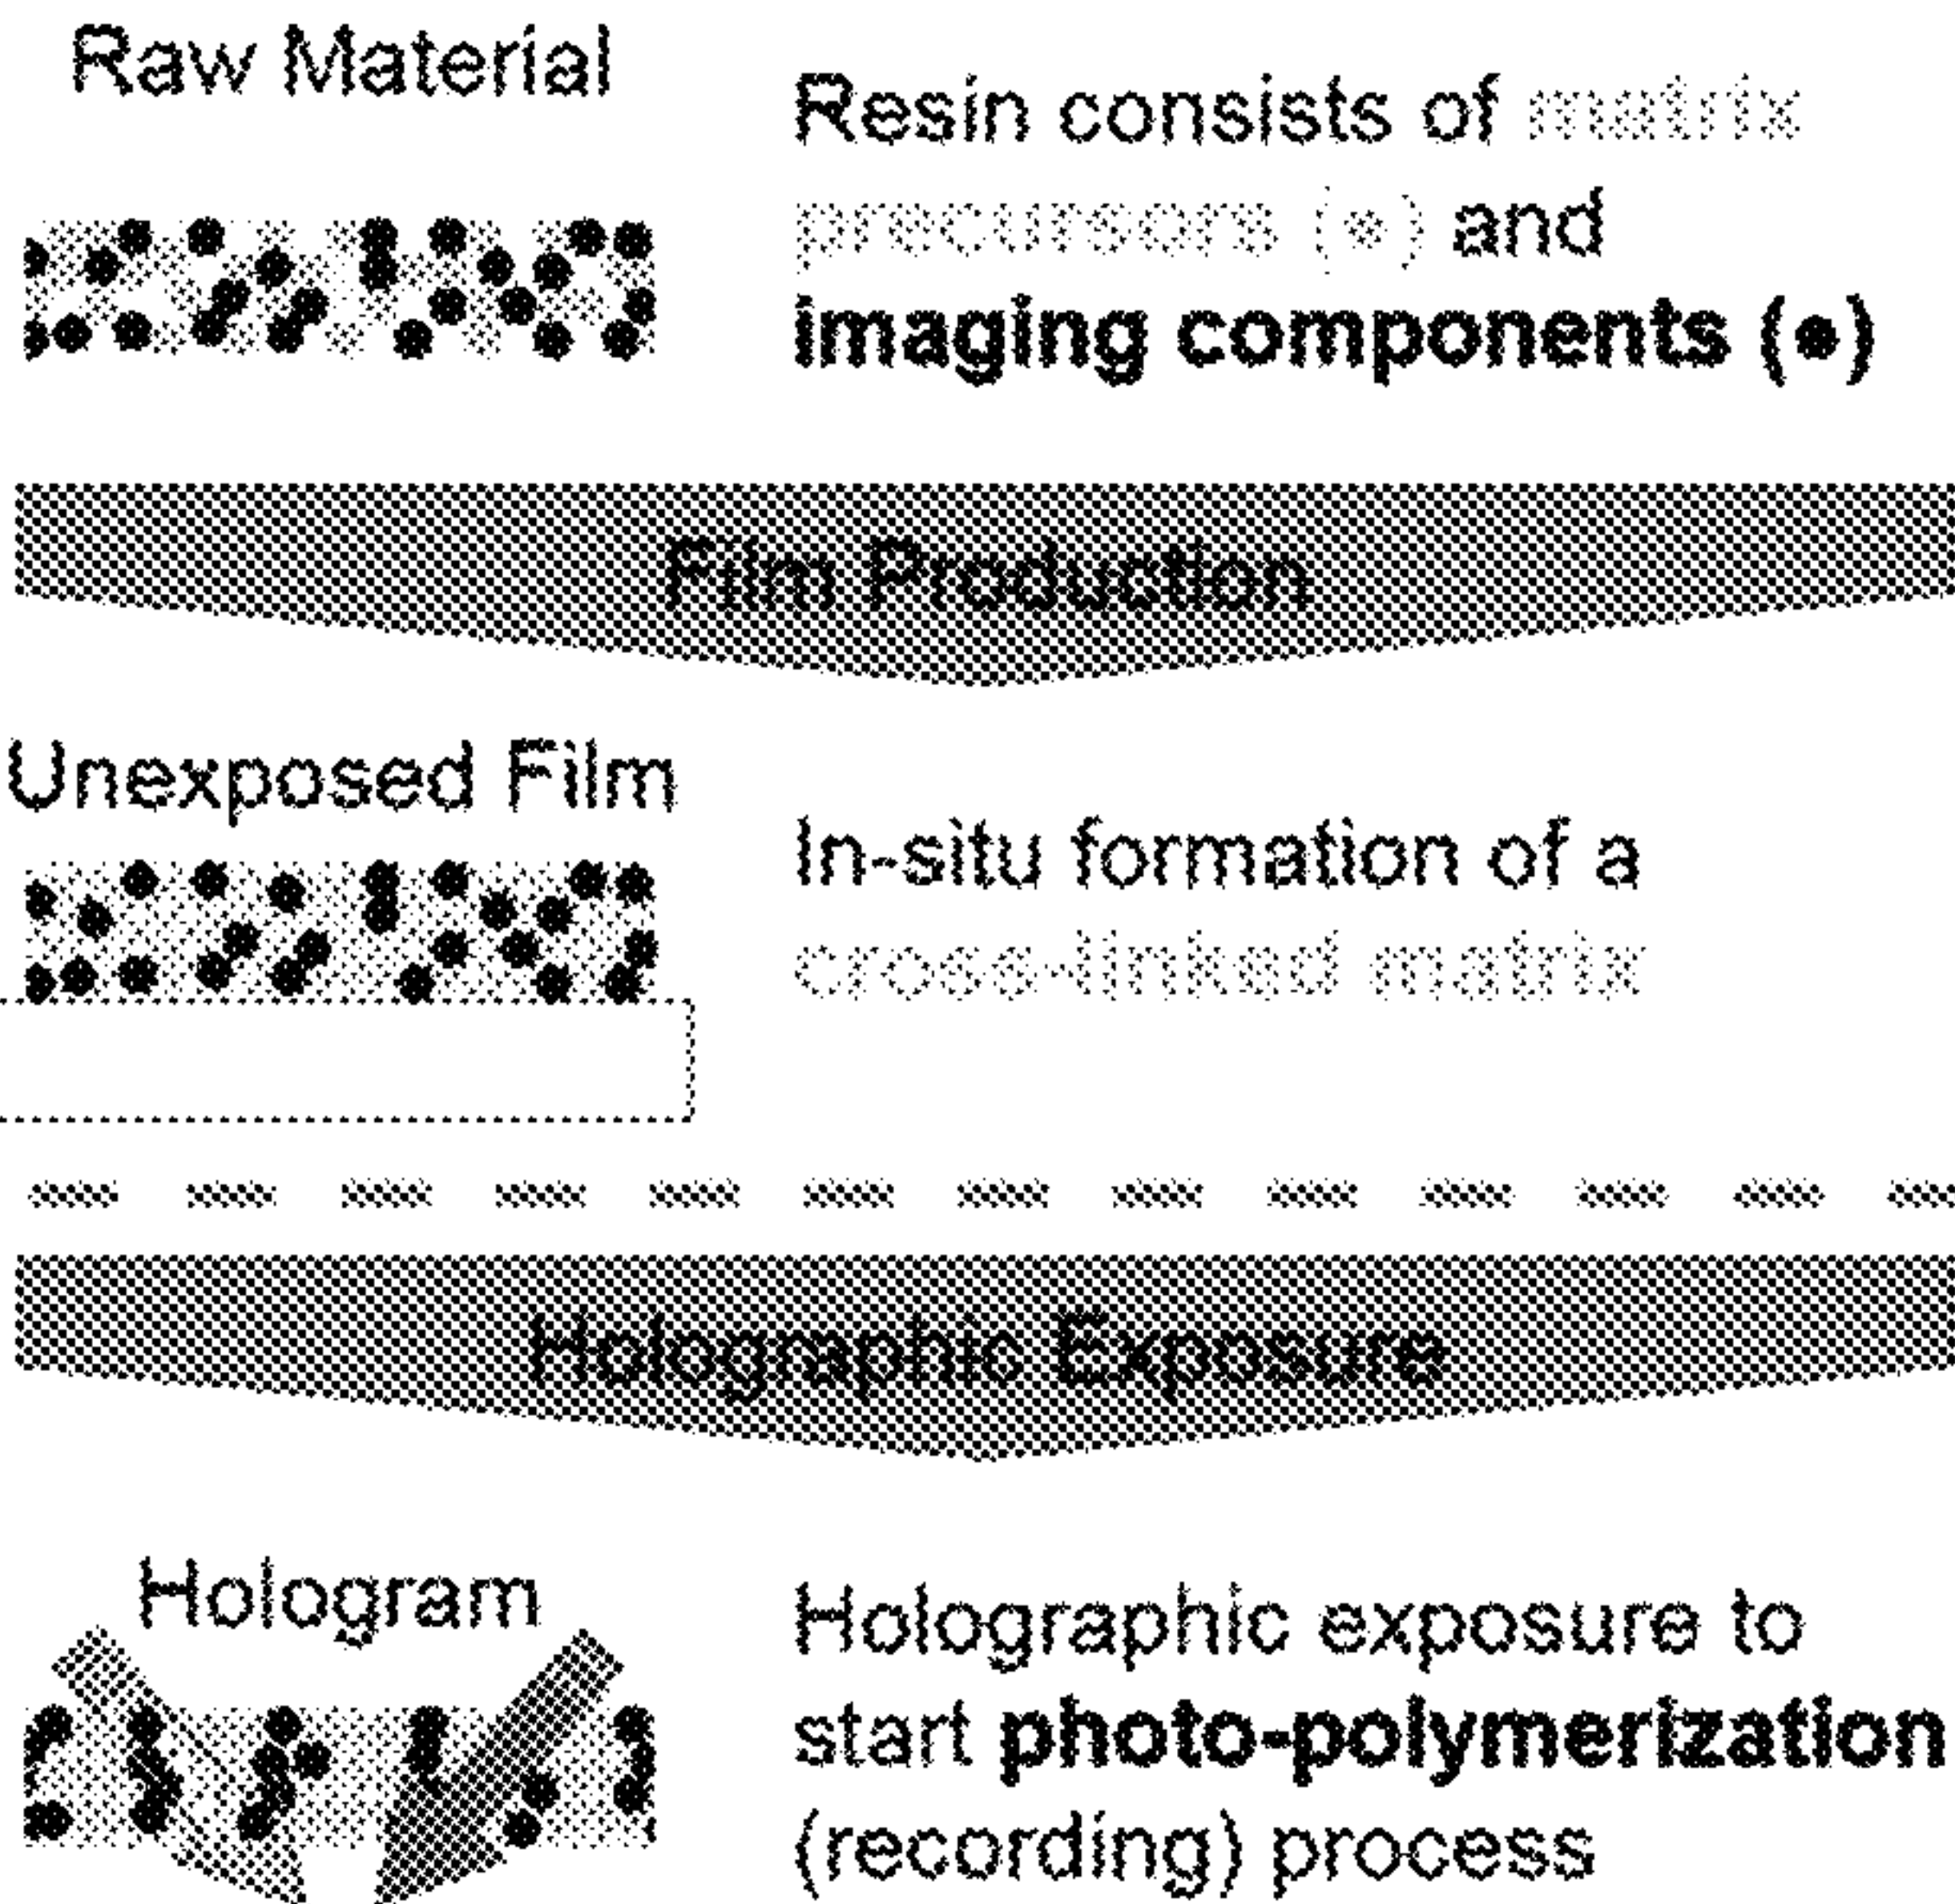 Raw Material
Resin consists of matrix
precursors (●) and
imaging components (●)
Film Production
Unexposed Film
In-situ formation of a
cross-linked matrix
Holographic Exposure
Hologram
Holographic exposure to
start photo-polymerization
(recording) process